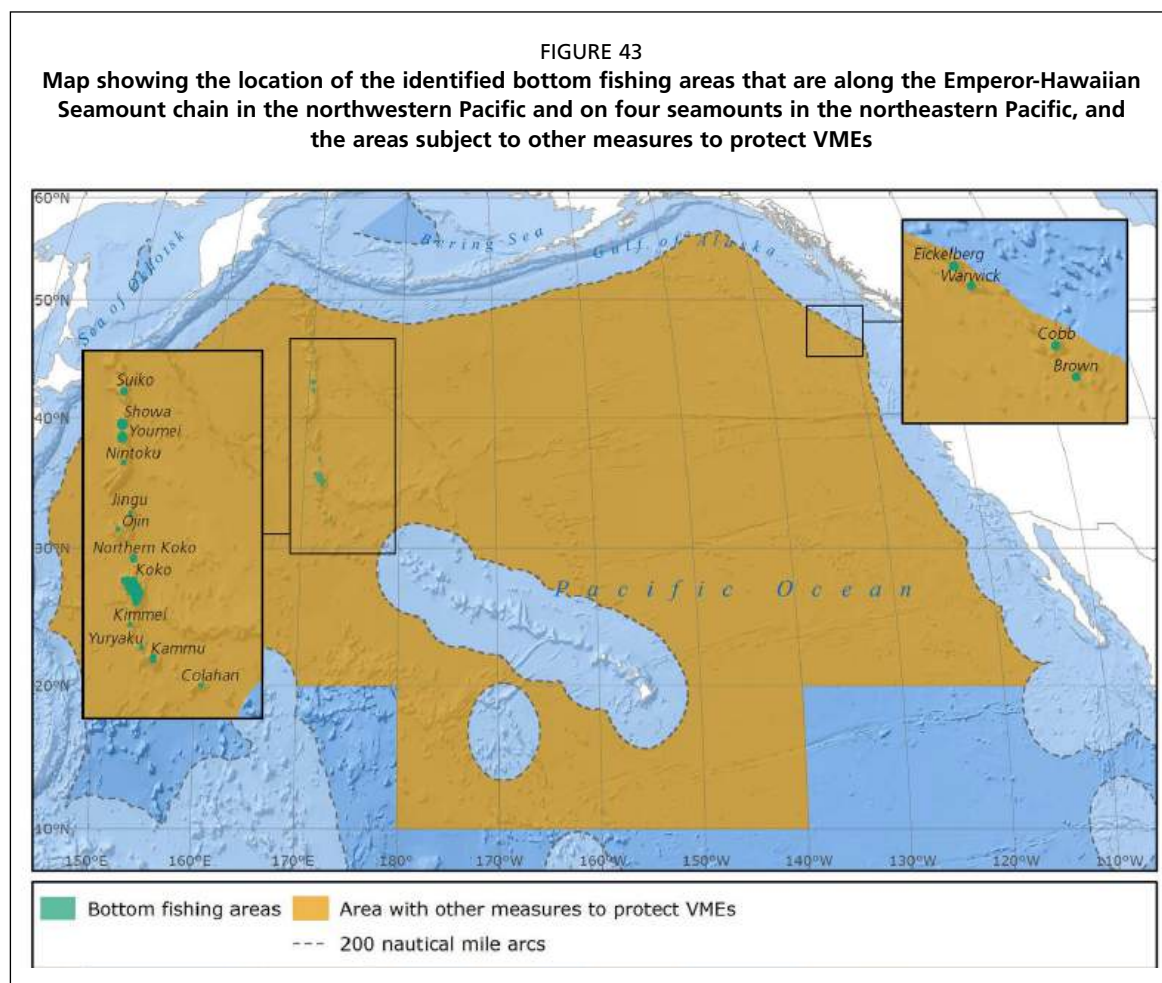 FIGURE 43
Map showing the location of the identified bottom fishing areas that are along the Emperor-Hawaiian
Seamount chain in the northwestern Pacific and on four seamounts in the northeastern Pacific, and
the areas subject to other measures to protect VMEs
60°N
Bering Sea
Gulf of Alaska
Sea of Okhotsk
50°N
40°N
30°N
20°N
10°N
Eickelberg
Warwick
Cobb
Brown
Suiko
Showa
Youmei
Nintoku
Jingu
Ojin
Northern Koko
Koko
Kimmei
Yuryaku
Kammu
Colahan
Pacific Ocean
150°E 160°E 170°E 180° 170°W 160°W 150°W 140°W 130°W 120°W 110°W
Bottom fishing areas Area with other measures to protect VMEs
200 nautical mile arcs